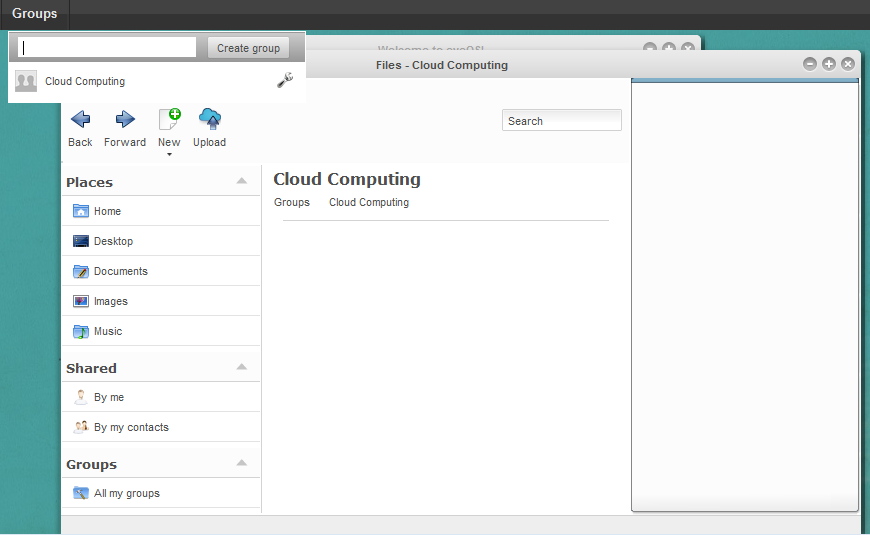 Groups
Create group
Cloud Computing
Welcome to eyeOS!
Files - Cloud Computing
Back
Forward
New
Upload
Search
Places
Home
Desktop
Documents
Images
Music
Shared
By me
By my contacts
Groups
All my groups
Cloud Computing
Groups Cloud Computing